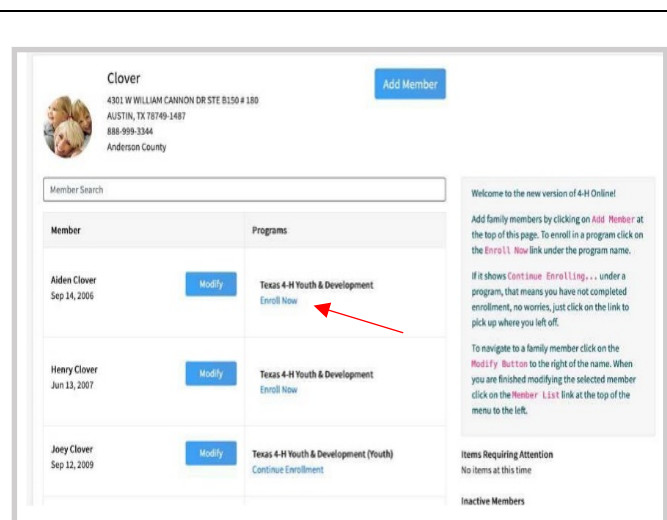 Clover
Add Member
4301 W WILLIAM CANNON DR STE B150 # 180
AUSTIN, TX 78749-1487
888-999-3344
Anderson County
Member Search
Member
Programs
Aiden Clover
Sep 14, 2006
Modify
Texas 4-H Youth & Development
Enroll Now
Henry Clover
Jun 13, 2007
Modify
Texas 4-H Youth & Development
Enroll Now
Joey Clover
Sep 12, 2009
Modify
Texas 4-H Youth & Development (Youth)
Continue Enrollment
Welcome to the new version of 4-H Online!
Add family members by clicking on Add Member at
the top of this page. To enroll in a program click on
the Enroll Now link under the program name.
If it shows Continue Enrolling... under a
program, that means you have not completed
enrollment, no worries, just click on the link to
pick up where you left off.
To navigate to a family member click on the
Modify Button to the right of the name. When
you are finished modifying the selected member
click on the Member List link at the top of the
menu to the left.
Items Requiring Attention
No items at this time
Inactive Members